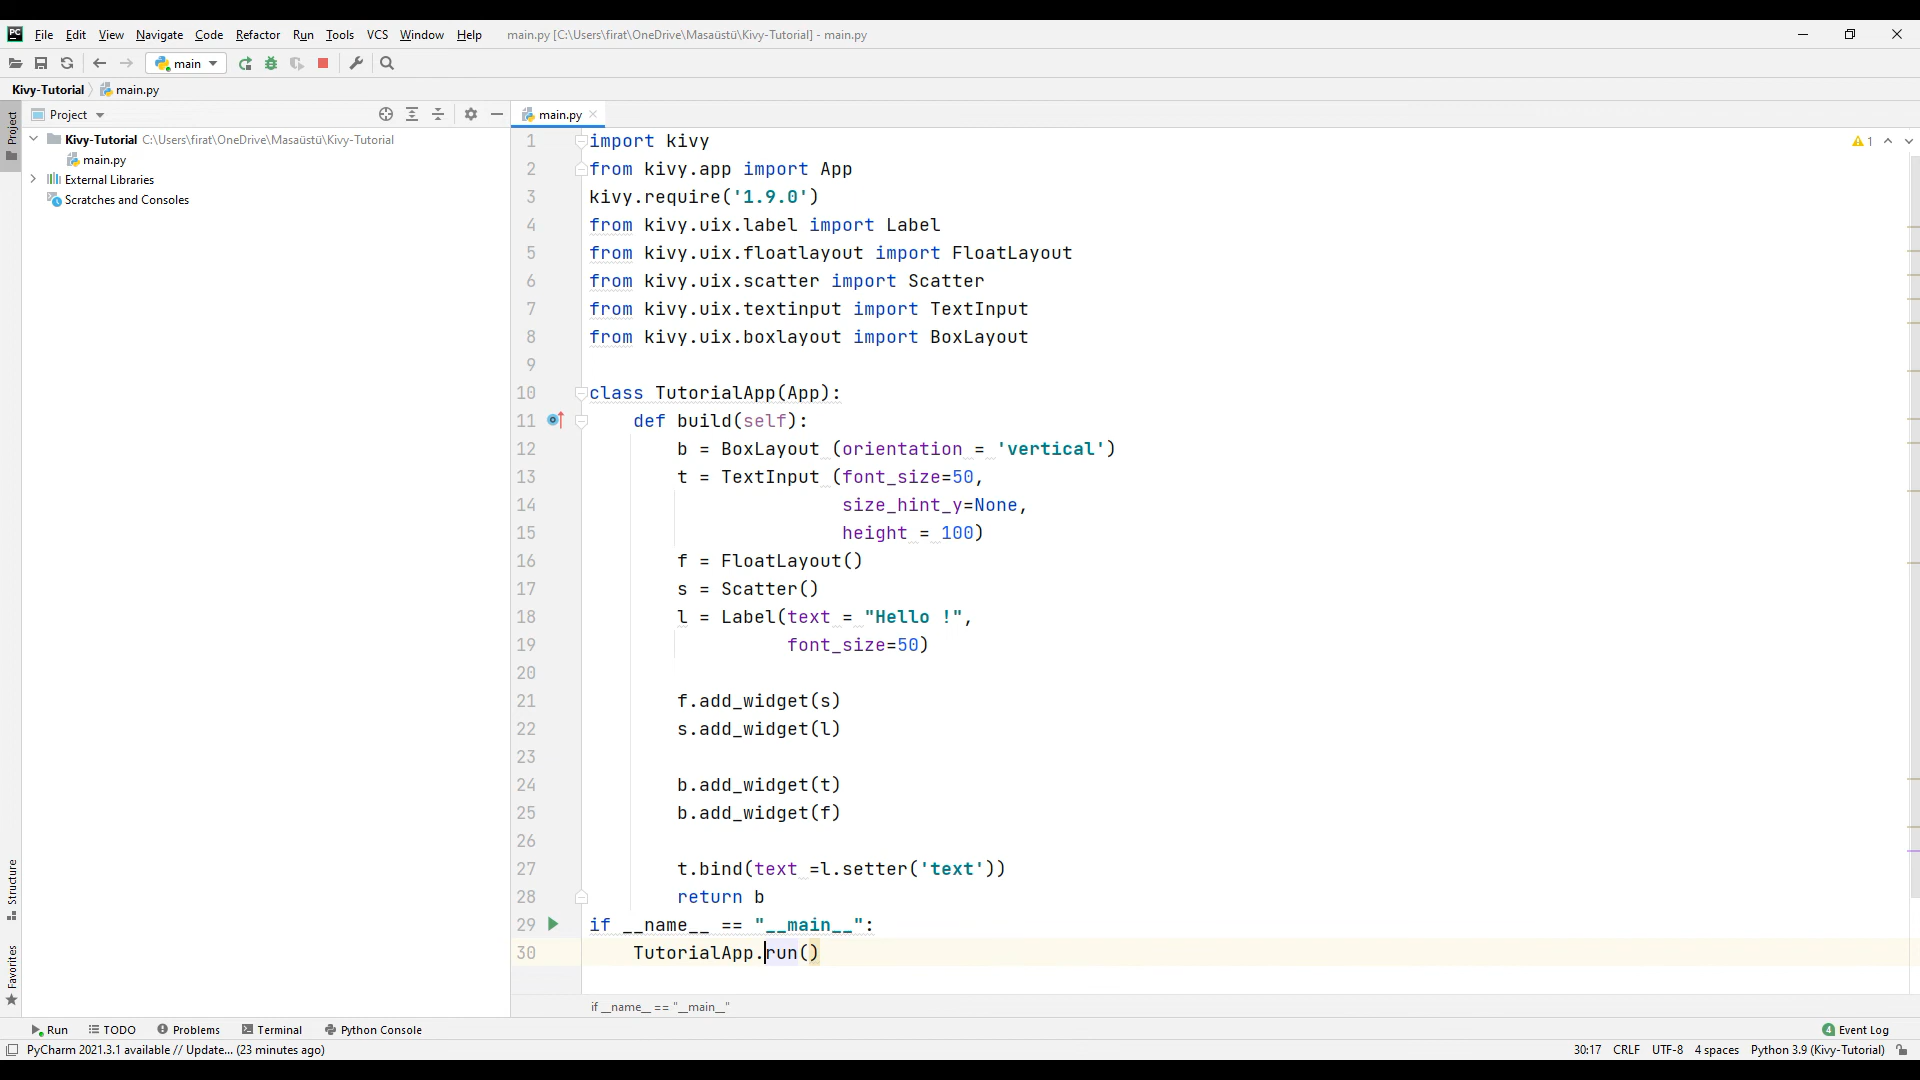 PC File Edit View Navigate Code Refactor Run Tools VCS Window Help main.py [C:\Users\firat\OneDrive\Masaüstü\Kivy-Tutorial] - main.py
main
Kivy-Tutorial main.py
Project main.py
Project
Kivy-Tutorial C:\Users\firat\OneDrive\Masaüstü\Kivy-Tutorial
main.py
External Libraries
Scratches and Consoles
1 import kivy
1
2 from kivy.app import App
3 kivy.require('1.9.0')
4 from kivy.uix.label import Label
5 from kivy.uix.floatlayout import FloatLayout
6 from kivy.uix.scatter import Scatter
7 from kivy.uix.textinput import TextInput
8 from kivy.uix.boxlayout import BoxLayout
9
10 class TutorialApp(App):
11 def build(self):
12 b = BoxLayout (orientation = 'vertical')
13 t = TextInput (font_size=50,
14 size_hint_y=None,
15 height = 100)
16 f = FloatLayout()
17 s = Scatter()
18 l = Label(text = "Hello !",
19 font_size=50)
20
21 f.add_widget(s)
22 s.add_widget(l)
23
24 b.add_widget(t)
25 b.add_widget(f)
26
27 t.bind(text =l.setter('text'))
28 return b
29 if __name__ == "__main__":
30 TutorialApp.run()
if __name__ == "__main__"
Structure
Favorites
Run TODO Problems Terminal Python Console 4 Event Log
PyCharm 2021.3.1 available // Update... (23 minutes ago) 30:17 CRLF UTF-8 4 spaces Python 3.9 (Kivy-Tutorial)